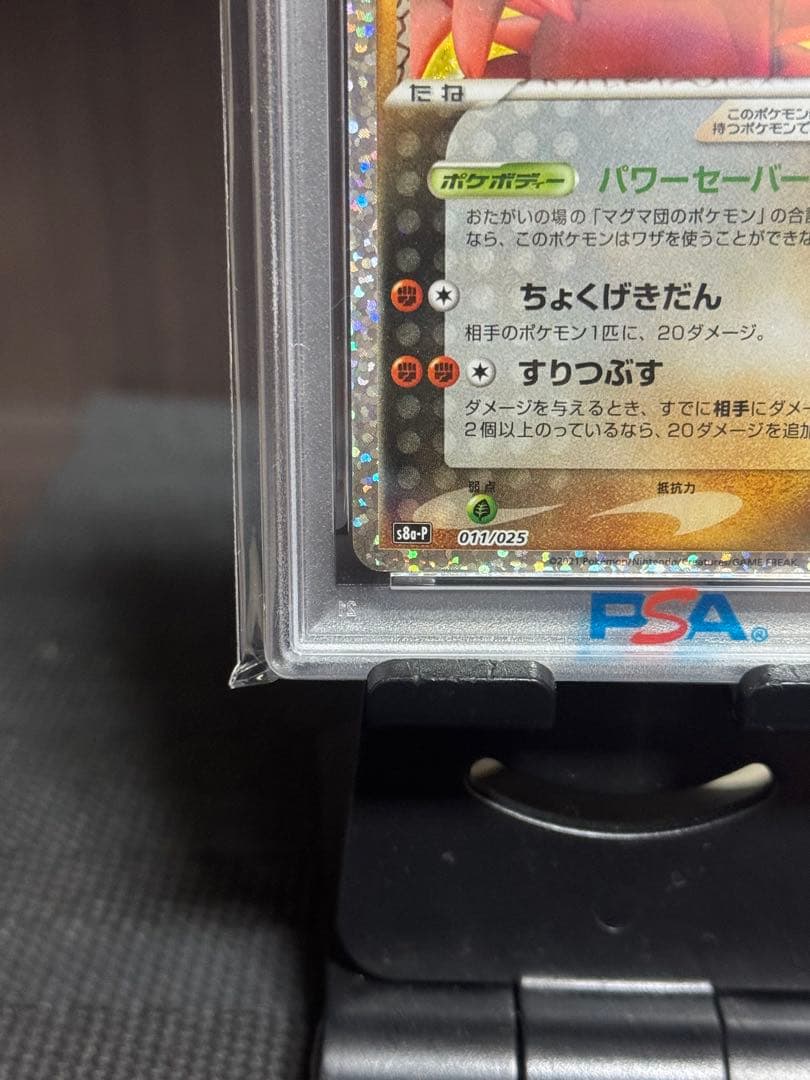 たね
このポケモン
持つポケモンで
ポケボディー パワーセーバー
おたがいの場の「マグマ団のポケモン」の合
なら、このポケモンはワザを使うことができな
ちょくげきだん
相手のポケモン1匹に、20ダメージ。
すりつぶす
ダメージを与えるとき、すでに相手にダメー
2個以上のっているなら、20ダメージを追加
弱点 抵抗力
s8a-P 011/025
©2021 Pokémon/Nintendo/Creatures/GAME FREAK
PSA®